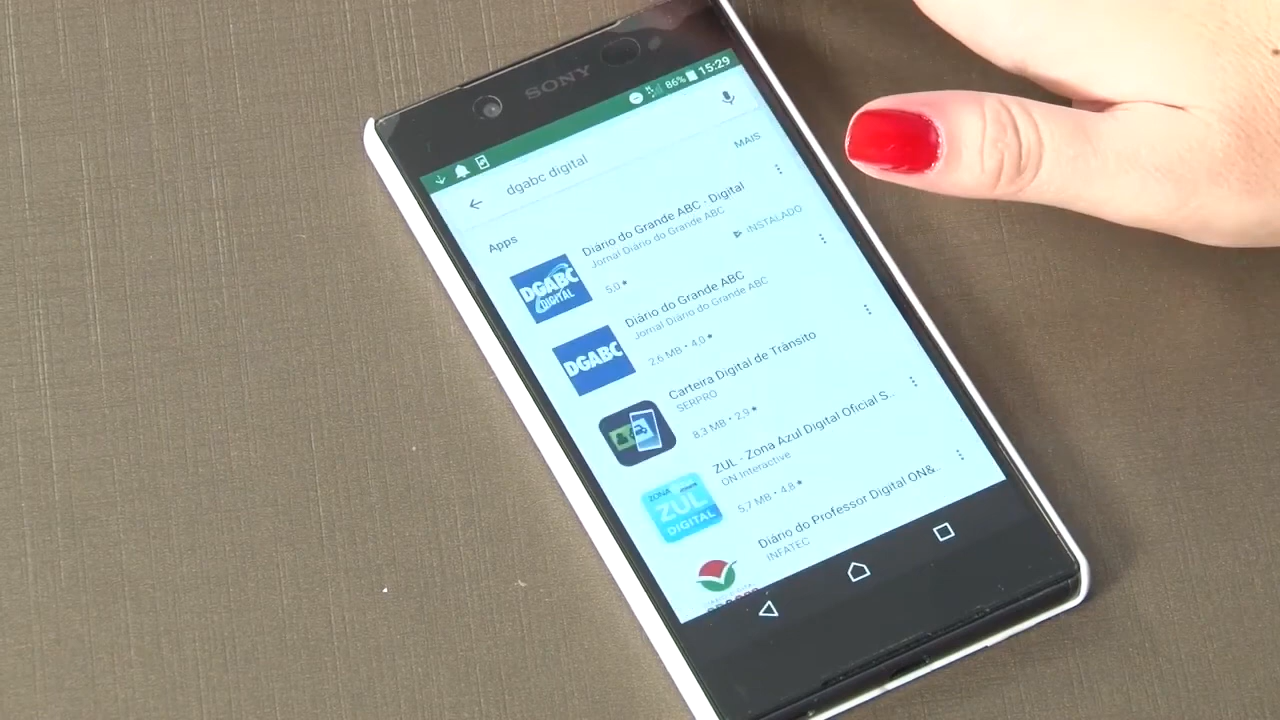 SONY
86% 15:29
dgabc digital
Apps
MAIS
Diário do Grande ABC - Digital
Jornal Diário do Grande ABC
5,0★
INSTALADO
DGABC
DIGITAL
Diário do Grande ABC
Jornal Diário do Grande ABC
2,6 MB • 4,0★
DGABC
Carteira Digital de Trânsito
SERPRO
8,3 MB • 2,9★
ZUL - Zona Azul Digital Oficial S...
ON Interactive
5,7 MB • 4,8★
ZONA
ZUL
DIGITAL
Diário do Professor Digital ON&...
INFATEC